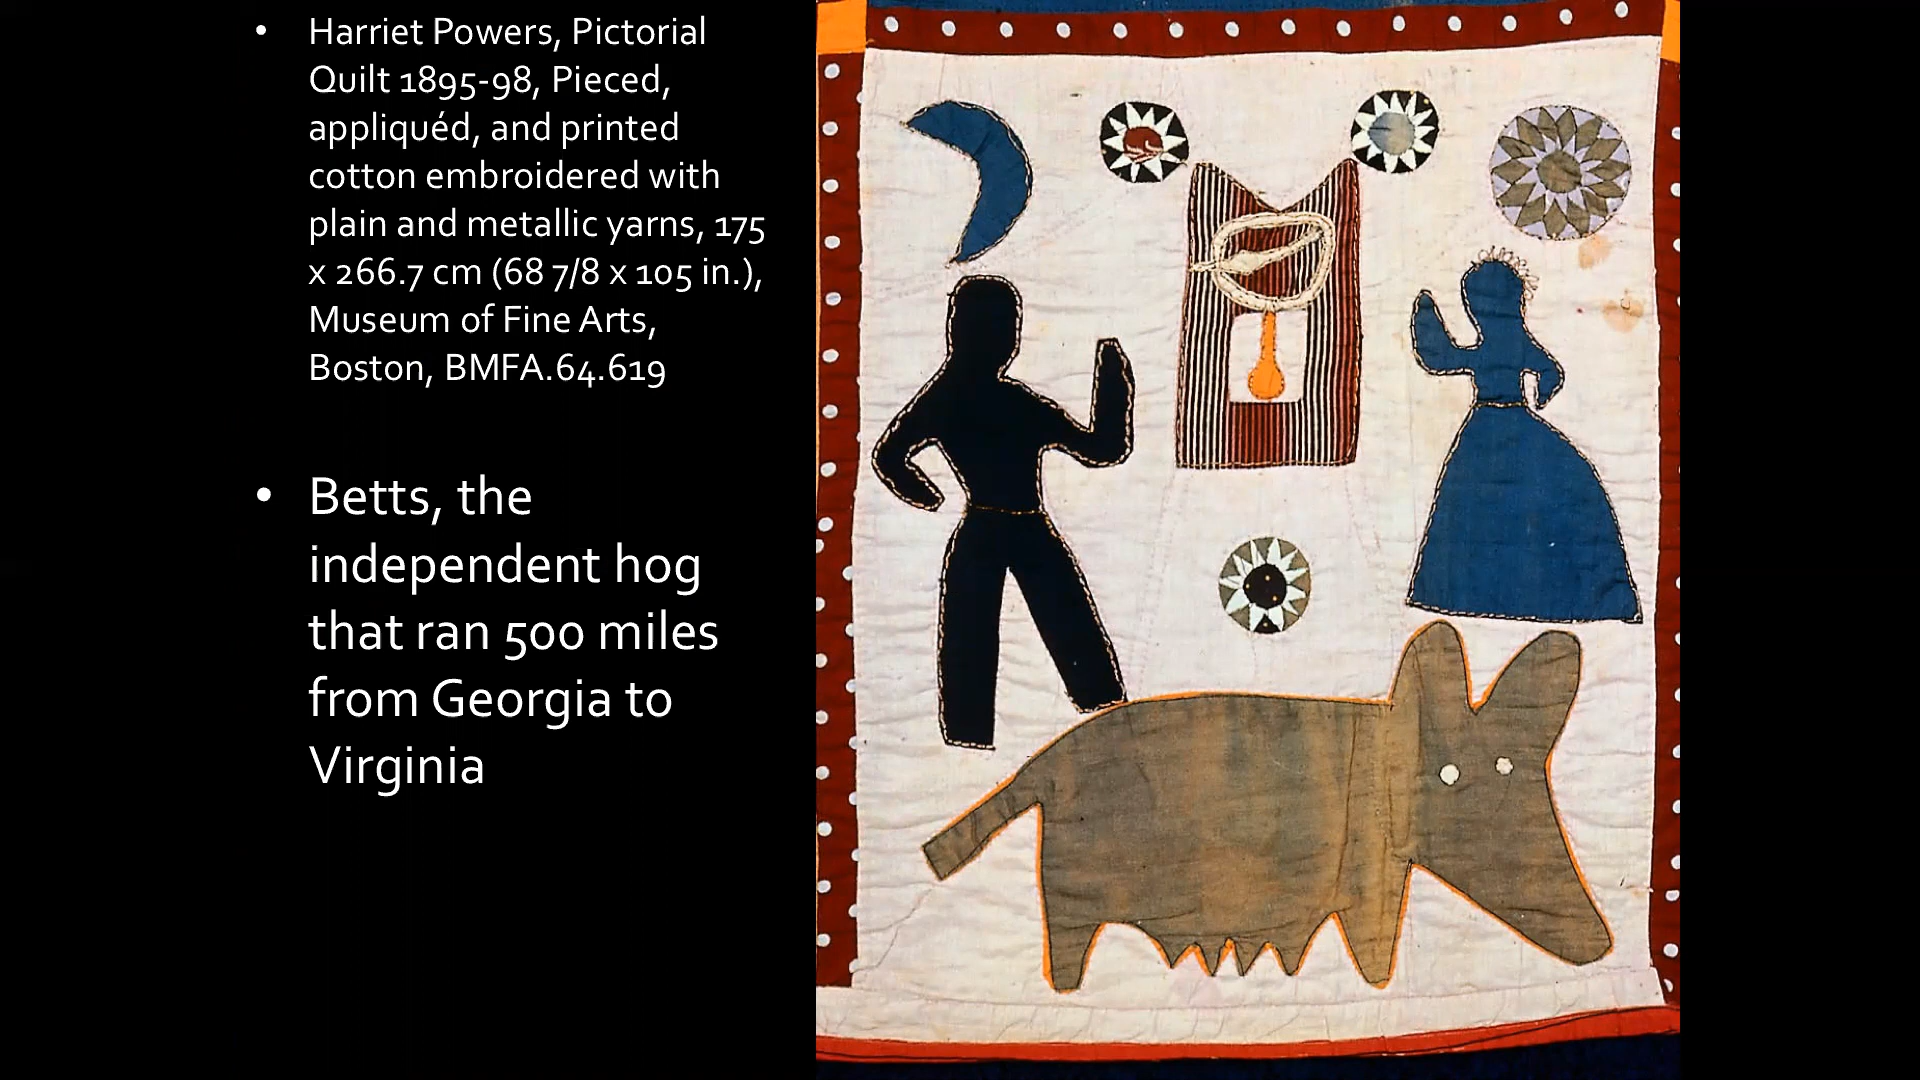 • Harriet Powers, Pictorial
Quilt 1895-98, Pieced,
appliquéd, and printed
cotton embroidered with
plain and metallic yarns, 175
x 266.7 cm (68 7/8 x 105 in.),
Museum of Fine Arts,
Boston, BMFA.64.619
• Betts, the
independent hog
that ran 500 miles
from Georgia to
Virginia